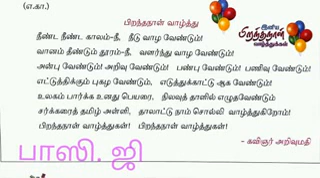 (எ.கா.)
பிறந்தநாள் வாழ்த்து
இனிய
பிறந்தநாள்
வாழ்த்துகள்
நீண்ட நீண்ட காலம்-நீ, நீடு வாழ வேண்டும்!
வானம் தீண்டும் தூரம்-நீ, வளர்ந்து வாழ வேண்டும்!
அன்பு வேண்டும்! அறிவு வேண்டும்! பண்பு வேண்டும்! பணிவு வேண்டும்!
எட்டுத்திக்கும் புகழ வேண்டும், எடுத்துக்காட்டு ஆக வேண்டும்!
உலகம் பார்க்க உனது பெயரை, நிலவுத் தாளில் எழுதவேண்டும்
சர்க்கரைத் தமிழ் அள்ளி, தாலாட்டு நாள் சொல்லி வாழ்த்துகிறோம்!
பிறந்தநாள் வாழ்த்துகள்! பிறந்தநாள் வாழ்த்துகள்!
- கவிஞர் அறிவுமதி
பாஸி. ஜி